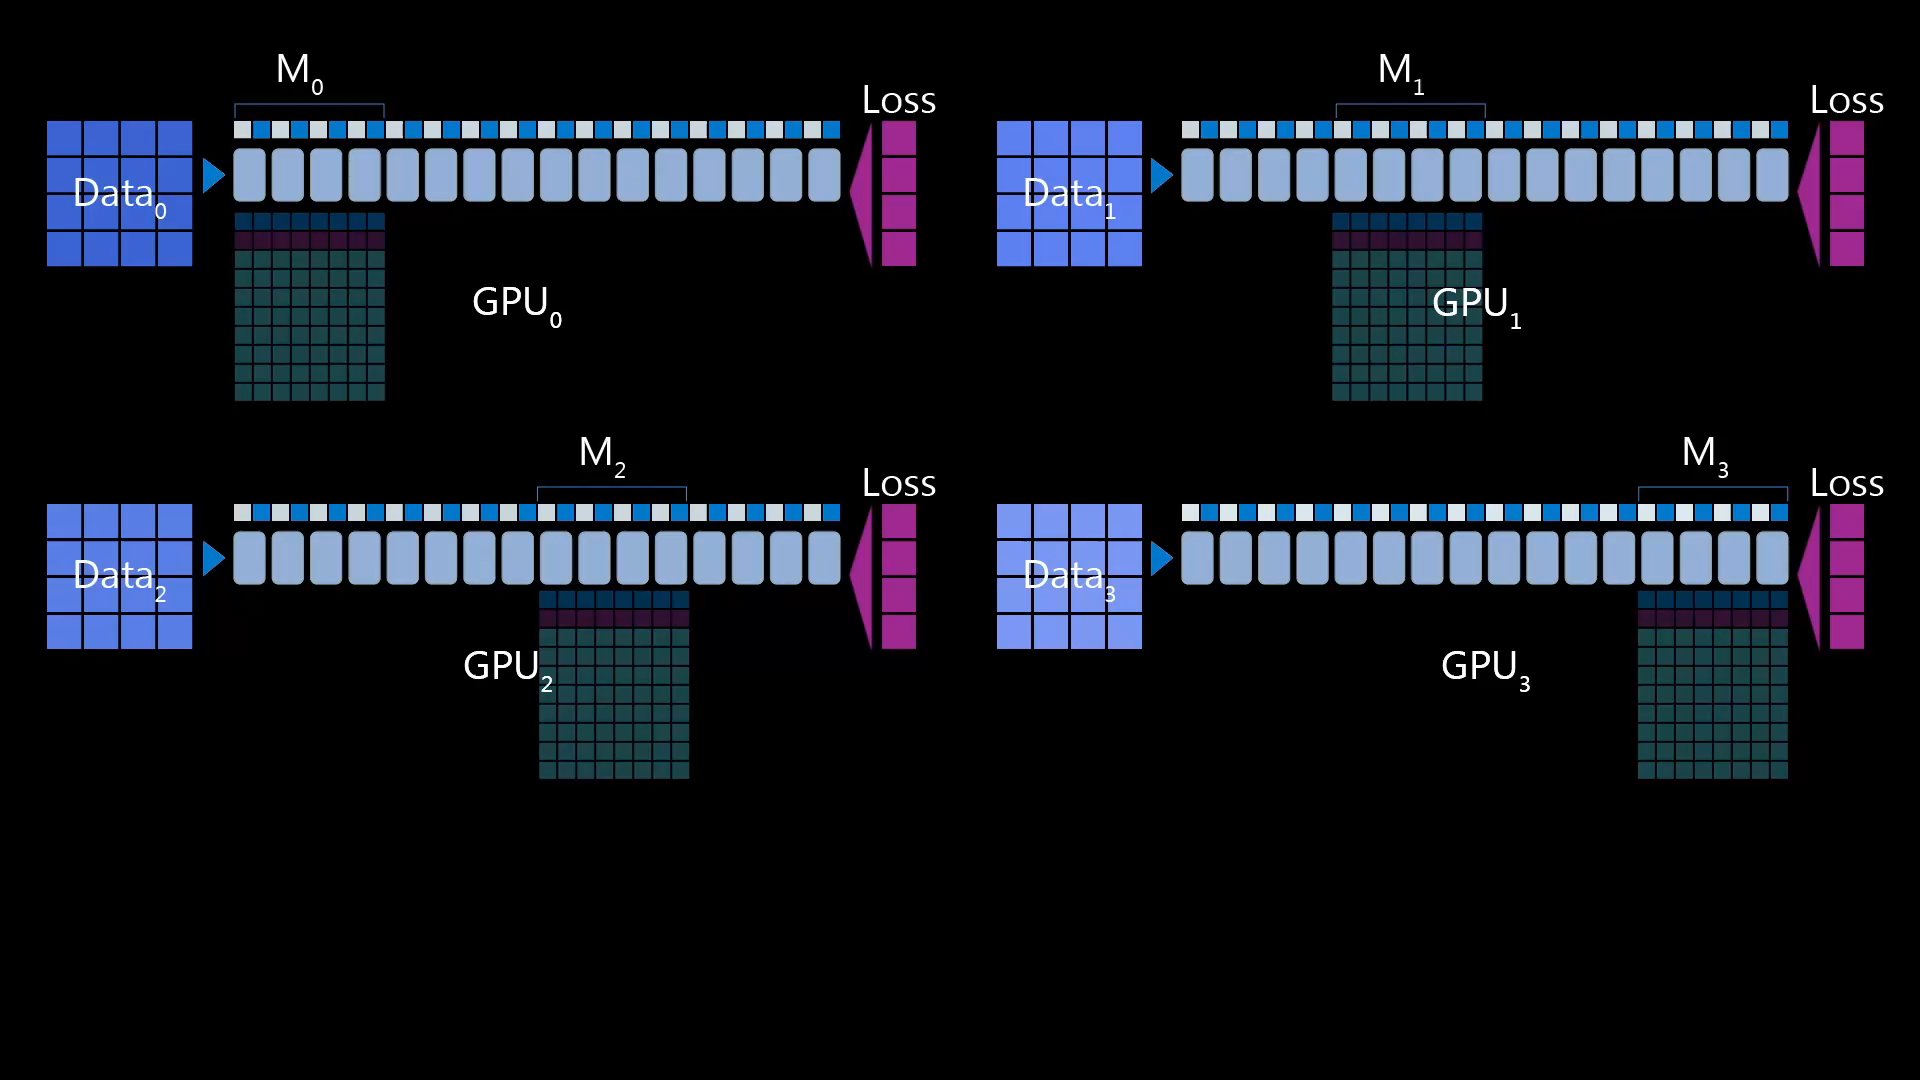 M₀
Loss
Data₀
GPU₀
M₁
Loss
Data₁
GPU₁
M₂
Loss
Data₂
GPU₂
M₃
Loss
Data₃
GPU₃